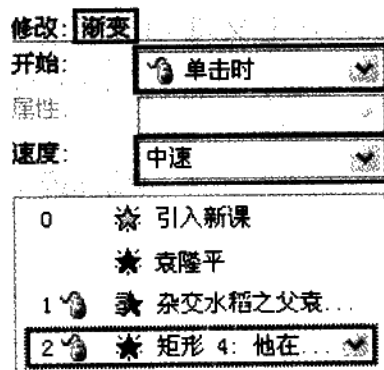 修改: 渐变
开始:
单击时
属性:
速度:
中速
0 引入新课
袁隆平
1 杂交水稻之父袁...
2 矩形 4: 他在...